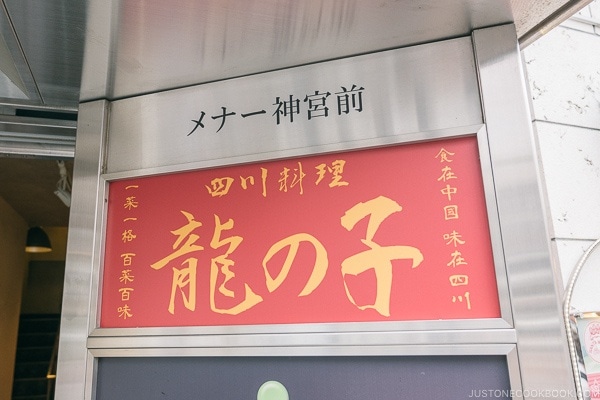 メナー神宮前
四川料理
龍の子
食在中国 味在四川
一菜一格 百菜百味
JUSTONECOOKBOOK.COM